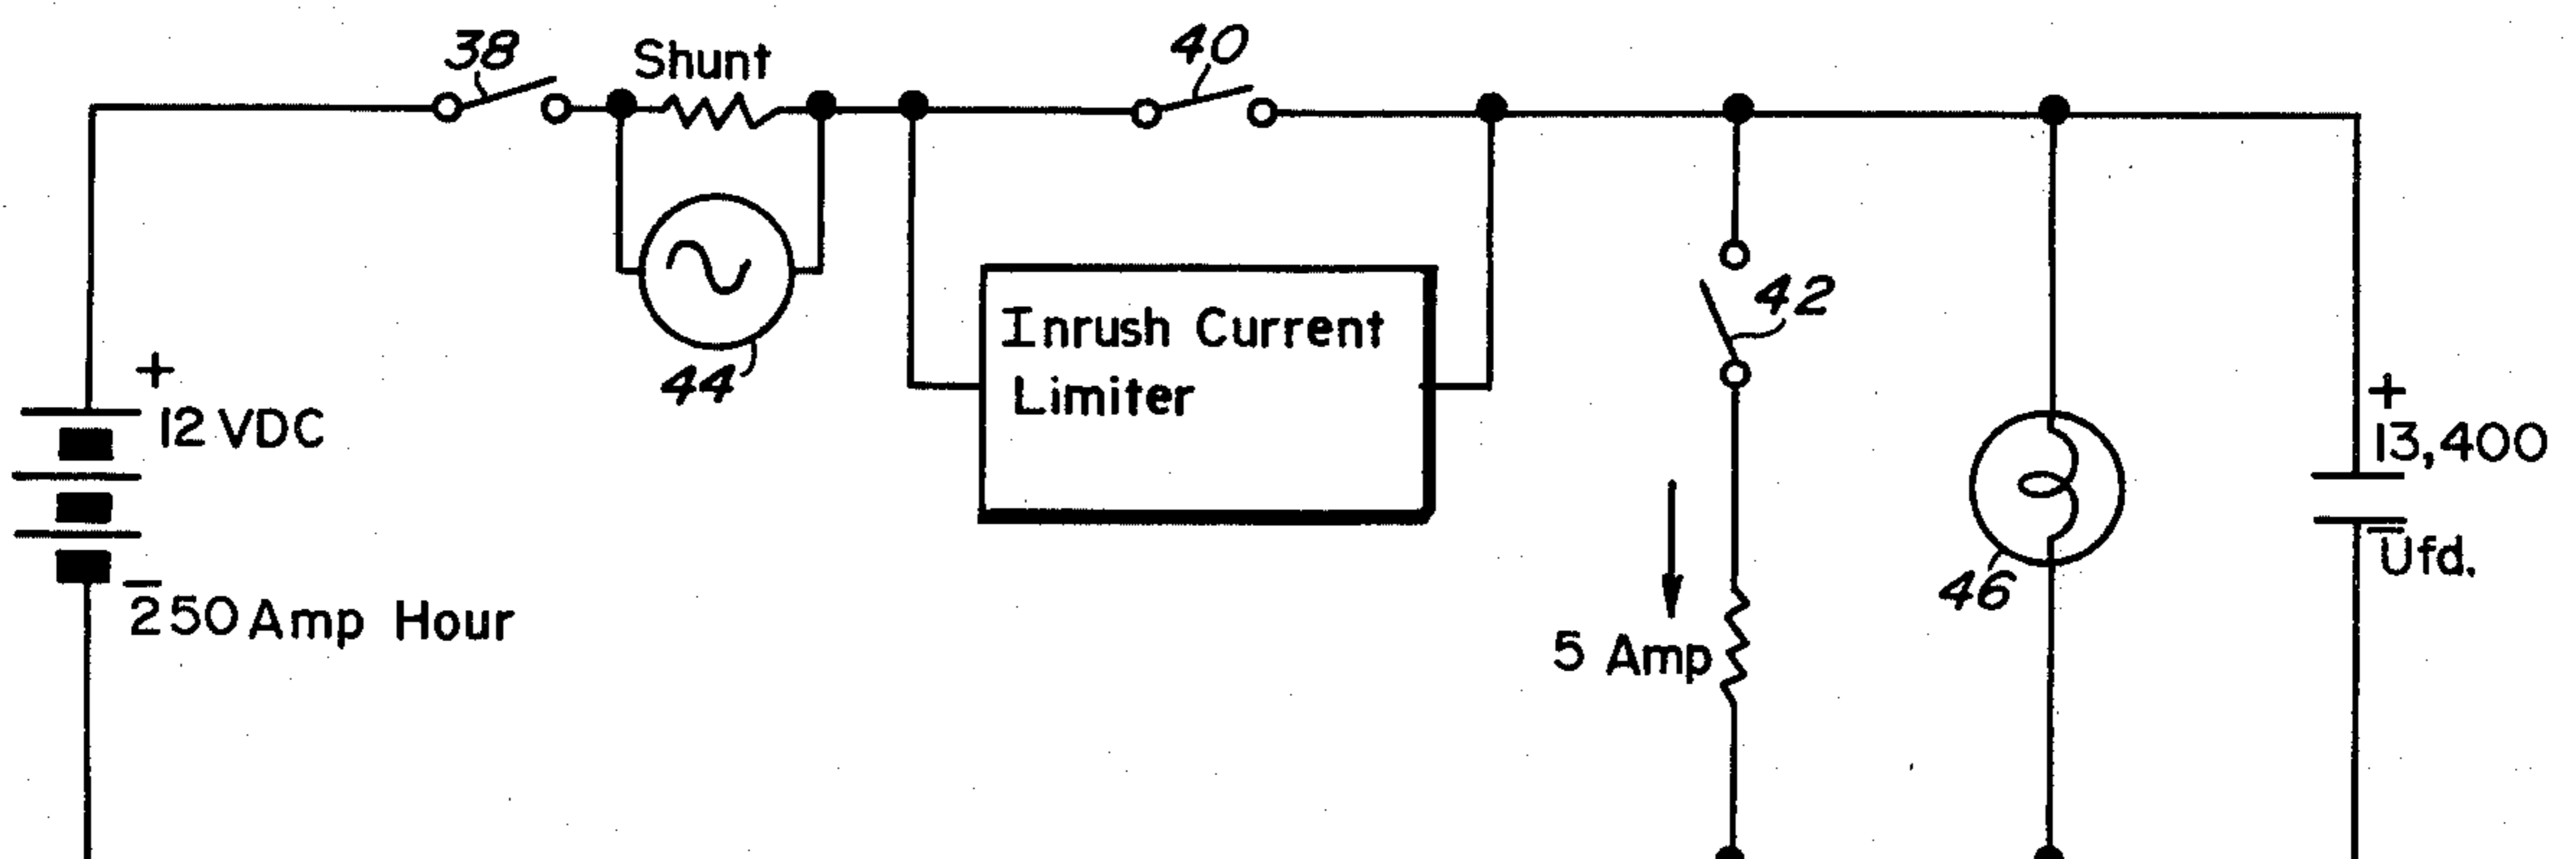 38
Shunt
40
44
Inrush Current
Limiter
42
+
12 VDC
-
250 Amp Hour
5 Amp
46
+
13,400
-
Ufd.